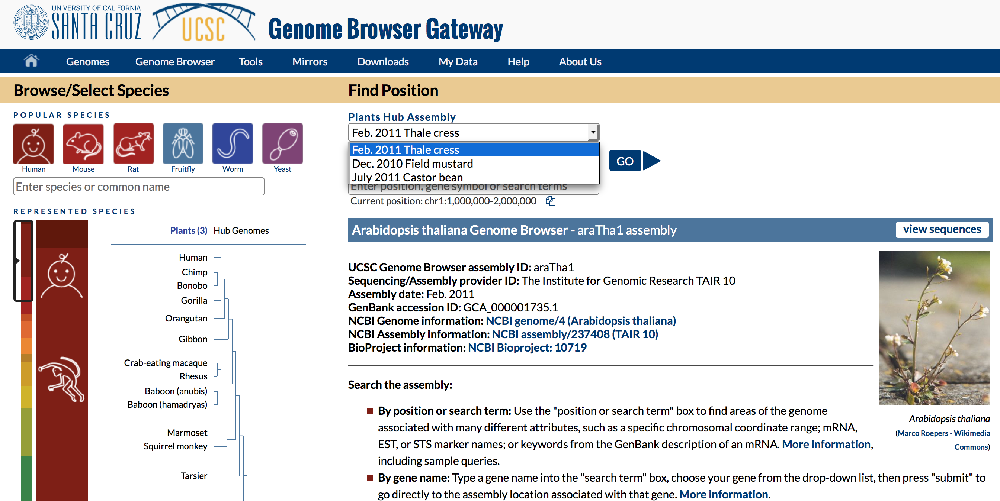 UNIVERSITY OF CALIFORNIA
SANTA CRUZ
UCSC
Genome Browser Gateway
Genomes
Genome Browser
Tools
Mirrors
Downloads
My Data
Help
About Us
Browse/Select Species
POPULAR SPECIES
Human
Mouse
Rat
Fruitfly
Worm
Yeast
Enter species or common name
REPRESENTED SPECIES
Plants (3) Hub Genomes
Human
Chimp
Bonobo
Gorilla
Orangutan
Gibbon
Crab-eating macaque
Rhesus
Baboon (anubis)
Baboon (hamadryas)
Marmoset
Squirrel monkey
Tarsier
Find Position
Plants Hub Assembly
Feb. 2011 Thale cress
Feb. 2011 Thale cress
Dec. 2010 Field mustard
July 2011 Castor bean
GO
Enter position, gene symbol or search terms
Current position: chr1:1,000,000-2,000,000
Arabidopsis thaliana Genome Browser - araTha1 assembly
view sequences
UCSC Genome Browser assembly ID: araTha1
Sequencing/Assembly provider ID: The Institute for Genomic Research TAIR 10
Assembly date: Feb. 2011
GenBank accession ID: GCA_000001735.1
NCBI Genome information: NCBI genome/4 (Arabidopsis thaliana)
NCBI Assembly information: NCBI assembly/237408 (TAIR 10)
BioProject information: NCBI Bioproject: 10719
Search the assembly:
By position or search term: Use the "position or search term" box to find areas of the genome
associated with many different attributes, such as a specific chromosomal coordinate range; mRNA,
EST, or STS marker names; or keywords from the GenBank description of an mRNA. More information,
including sample queries.
By gene name: Type a gene name into the "search term" box, choose your gene from the drop-down list, then press "submit" to
go directly to the assembly location associated with that gene. More information.
Arabidopsis thaliana
(Marco Roepers - Wikimedia
Commons)